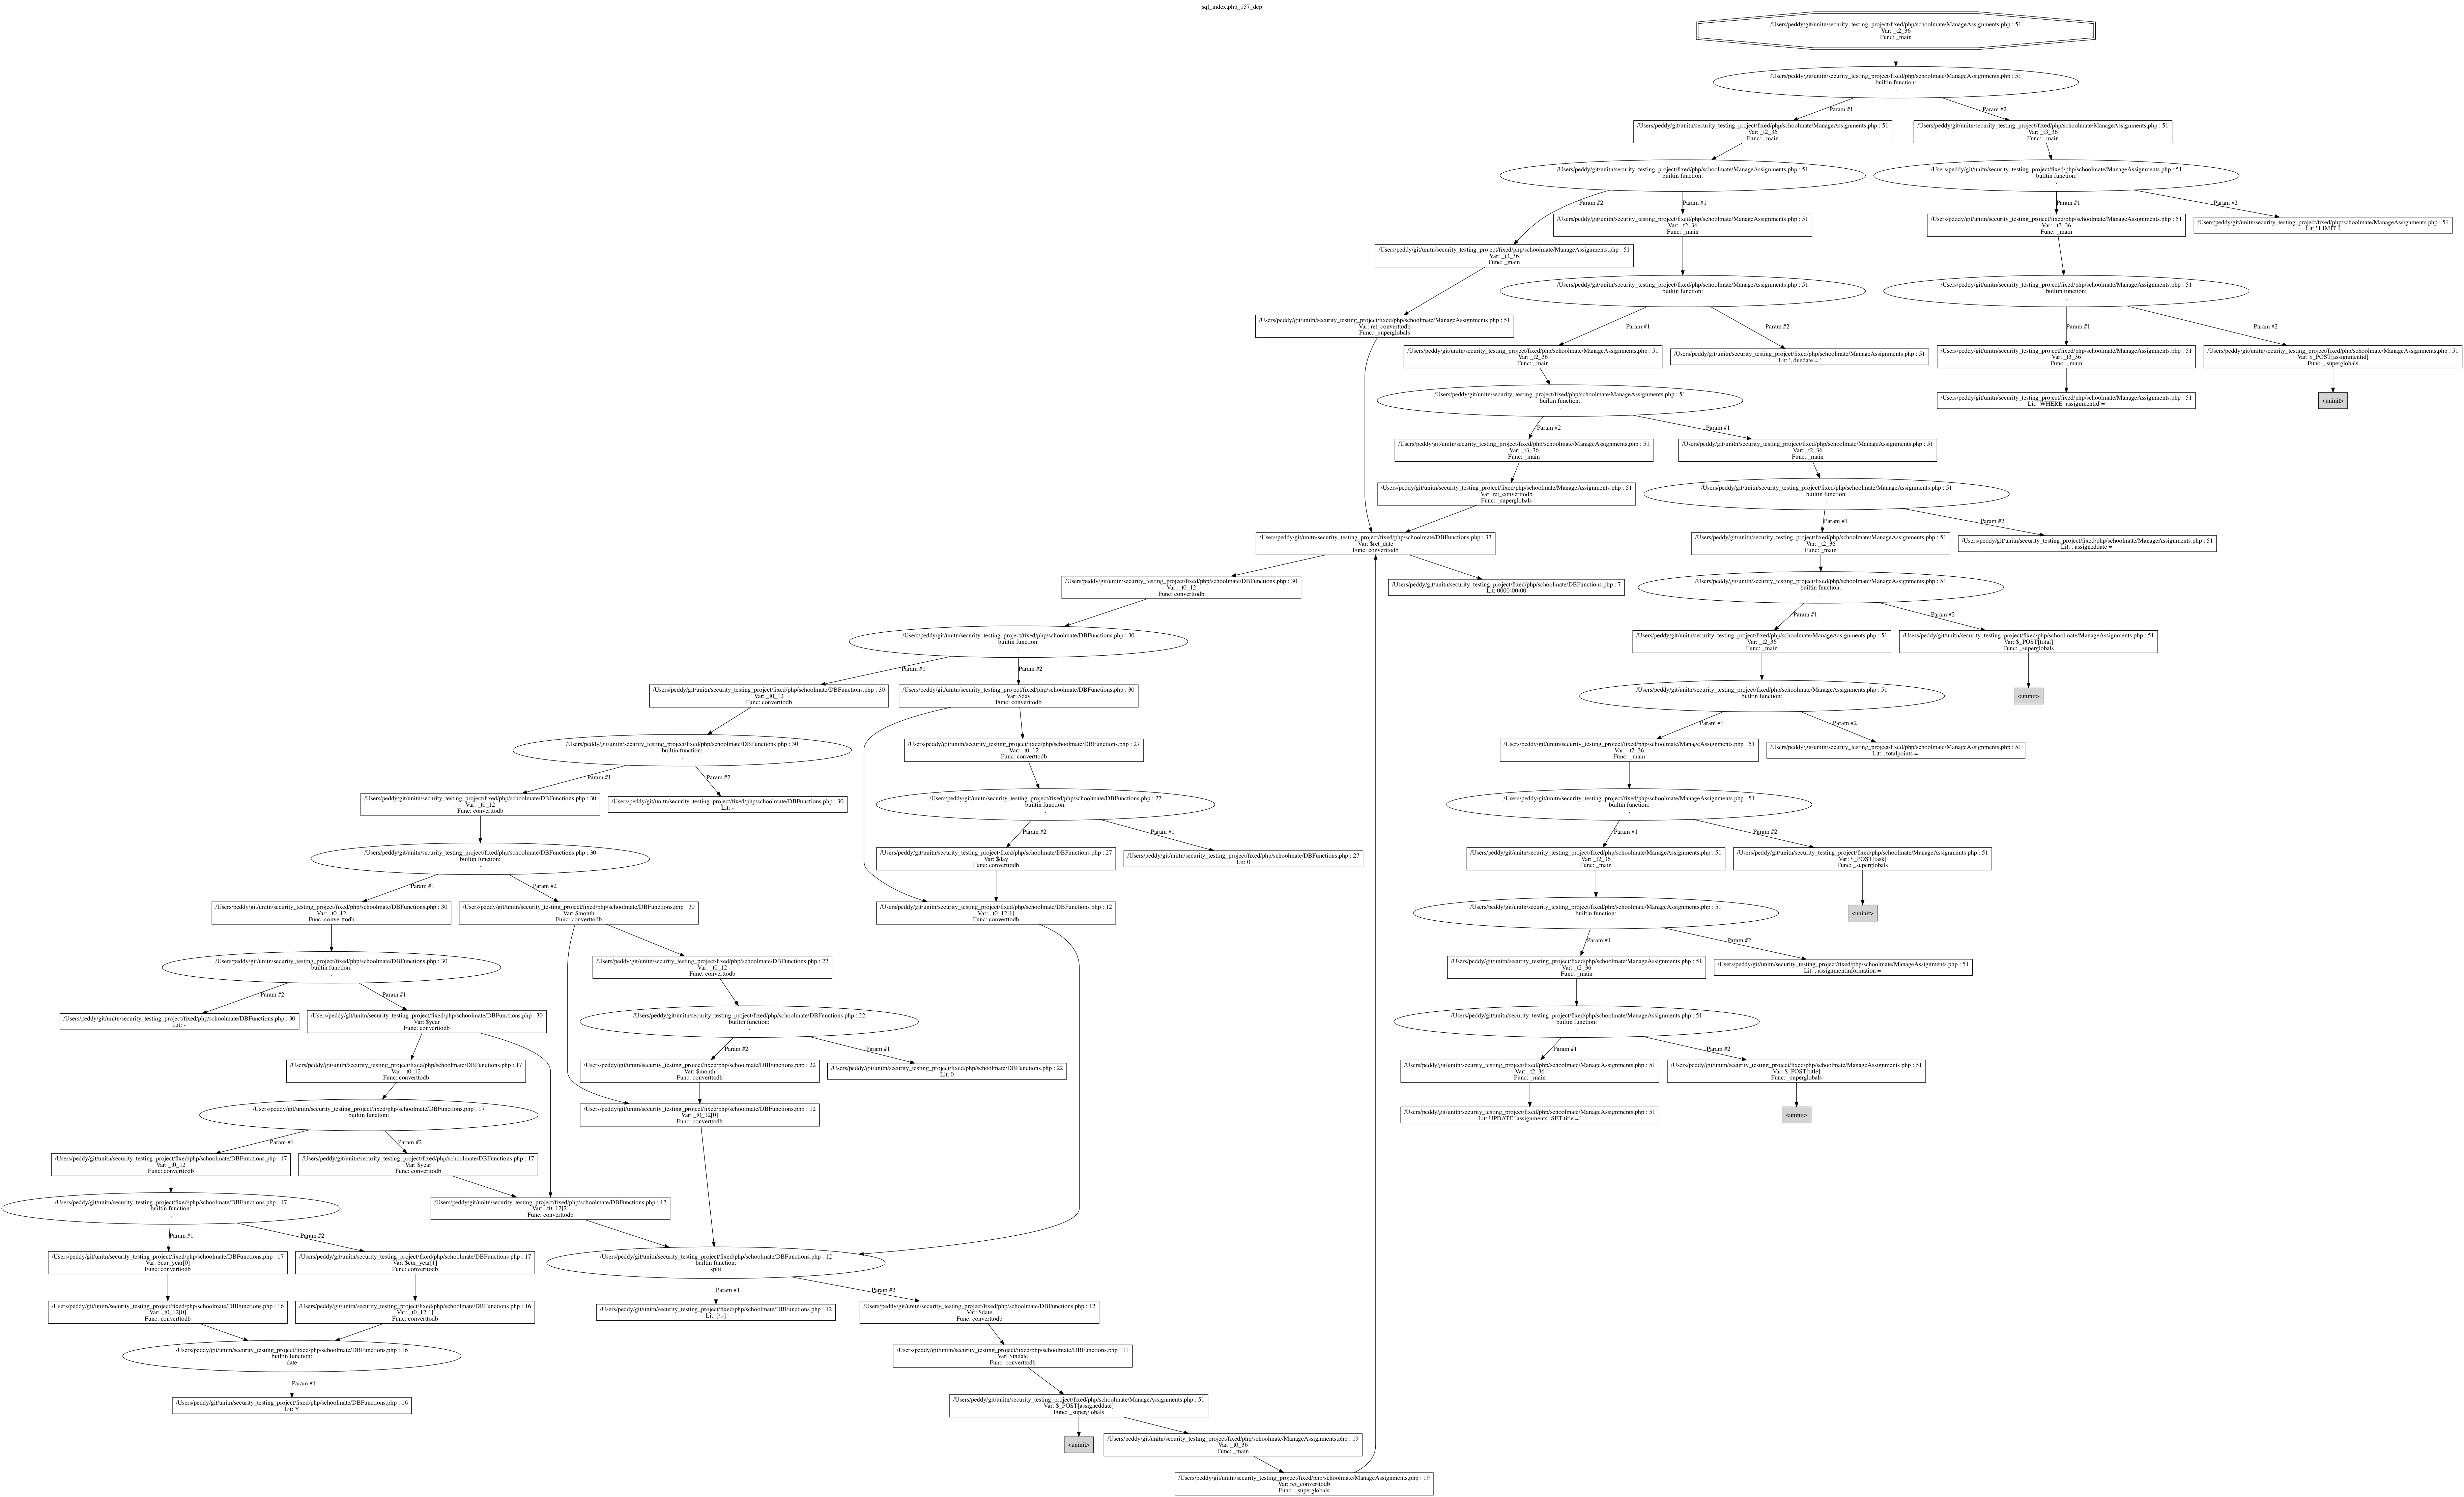 sql_index.php_157_dep
/Users/peddy/git/unitn/security_testing_project/fixed/php/schoolmate/ManageAssignments.php : 51
Var: _t2_36
Func: _main
/Users/peddy/git/unitn/security_testing_project/fixed/php/schoolmate/ManageAssignments.php : 51
builtin function:
.
Param #1
Param #2
/Users/peddy/git/unitn/security_testing_project/fixed/php/schoolmate/ManageAssignments.php : 51
Var: _t2_36
Func: _main
/Users/peddy/git/unitn/security_testing_project/fixed/php/schoolmate/ManageAssignments.php : 51
Var: _t3_36
Func: _main
/Users/peddy/git/unitn/security_testing_project/fixed/php/schoolmate/ManageAssignments.php : 51
builtin function:
.
/Users/peddy/git/unitn/security_testing_project/fixed/php/schoolmate/ManageAssignments.php : 51
builtin function:
.
Param #2
Param #1
Param #1
Param #2
/Users/peddy/git/unitn/security_testing_project/fixed/php/schoolmate/ManageAssignments.php : 51
Var: _t2_36
Func: _main
/Users/peddy/git/unitn/security_testing_project/fixed/php/schoolmate/ManageAssignments.php : 51
Var: _t3_36
Func: _main
/Users/peddy/git/unitn/security_testing_project/fixed/php/schoolmate/ManageAssignments.php : 51
Lit: ' LIMIT 1
/Users/peddy/git/unitn/security_testing_project/fixed/php/schoolmate/ManageAssignments.php : 51
Var: _t3_36
Func: _main
/Users/peddy/git/unitn/security_testing_project/fixed/php/schoolmate/ManageAssignments.php : 51
builtin function:
.
/Users/peddy/git/unitn/security_testing_project/fixed/php/schoolmate/ManageAssignments.php : 51
builtin function:
.
/Users/peddy/git/unitn/security_testing_project/fixed/php/schoolmate/ManageAssignments.php : 51
Var: ret_converttodb
Func: _superglobals
Param #1
Param #2
Param #1
Param #2
/Users/peddy/git/unitn/security_testing_project/fixed/php/schoolmate/ManageAssignments.php : 51
Var: _t2_36
Func: _main
/Users/peddy/git/unitn/security_testing_project/fixed/php/schoolmate/ManageAssignments.php : 51
Lit: ', duedate = '
/Users/peddy/git/unitn/security_testing_project/fixed/php/schoolmate/ManageAssignments.php : 51
Var: _t3_36
Func: _main
/Users/peddy/git/unitn/security_testing_project/fixed/php/schoolmate/ManageAssignments.php : 51
Var: $_POST[assignmentid]
Func: _superglobals
/Users/peddy/git/unitn/security_testing_project/fixed/php/schoolmate/ManageAssignments.php : 51
builtin function:
.
/Users/peddy/git/unitn/security_testing_project/fixed/php/schoolmate/ManageAssignments.php : 51
Lit:  WHERE `assignmentid`=
<uninit>
Param #2
Param #1
/Users/peddy/git/unitn/security_testing_project/fixed/php/schoolmate/ManageAssignments.php : 51
Var: _t3_36
Func: _main
/Users/peddy/git/unitn/security_testing_project/fixed/php/schoolmate/ManageAssignments.php : 51
Var: _t2_36
Func: _main
/Users/peddy/git/unitn/security_testing_project/fixed/php/schoolmate/ManageAssignments.php : 51
Var: ret_converttodb
Func: _superglobals
/Users/peddy/git/unitn/security_testing_project/fixed/php/schoolmate/ManageAssignments.php : 51
builtin function:
.
Param #1
Param #2
/Users/peddy/git/unitn/security_testing_project/fixed/php/schoolmate/DBFunctions.php : 33
Var: $ret_date
Func: converttodb
/Users/peddy/git/unitn/security_testing_project/fixed/php/schoolmate/ManageAssignments.php : 51
Var: _t2_36
Func: _main
/Users/peddy/git/unitn/security_testing_project/fixed/php/schoolmate/ManageAssignments.php : 51
Lit: , assigneddate =
/Users/peddy/git/unitn/security_testing_project/fixed/php/schoolmate/DBFunctions.php : 30
Var: _t0_12
Func: converttodb
/Users/peddy/git/unitn/security_testing_project/fixed/php/schoolmate/DBFunctions.php : 7
Lit: 0000-00-00
/Users/peddy/git/unitn/security_testing_project/fixed/php/schoolmate/ManageAssignments.php : 51
builtin function:
.
/Users/peddy/git/unitn/security_testing_project/fixed/php/schoolmate/DBFunctions.php : 30
builtin function:
.
Param #1
Param #2
/Users/peddy/git/unitn/security_testing_project/fixed/php/schoolmate/ManageAssignments.php : 51
Var: _t2_36
Func: _main
/Users/peddy/git/unitn/security_testing_project/fixed/php/schoolmate/ManageAssignments.php : 51
Var: $_POST[total]
Func: _superglobals
Param #1
Param #2
/Users/peddy/git/unitn/security_testing_project/fixed/php/schoolmate/DBFunctions.php : 30
Var: _t0_12
Func: converttodb
/Users/peddy/git/unitn/security_testing_project/fixed/php/schoolmate/DBFunctions.php : 30
Var: $day
Func: converttodb
/Users/peddy/git/unitn/security_testing_project/fixed/php/schoolmate/ManageAssignments.php : 51
builtin function:
.
<uninit>
Param #1
Param #2
/Users/peddy/git/unitn/security_testing_project/fixed/php/schoolmate/DBFunctions.php : 30
builtin function:
.
/Users/peddy/git/unitn/security_testing_project/fixed/php/schoolmate/DBFunctions.php : 27
Var: _t0_12
Func: converttodb
/Users/peddy/git/unitn/security_testing_project/fixed/php/schoolmate/ManageAssignments.php : 51
Var: _t2_36
Func: _main
/Users/peddy/git/unitn/security_testing_project/fixed/php/schoolmate/ManageAssignments.php : 51
Lit: , totalpoints =
Param #1
Param #2
/Users/peddy/git/unitn/security_testing_project/fixed/php/schoolmate/DBFunctions.php : 30
Var: _t0_12
Func: converttodb
/Users/peddy/git/unitn/security_testing_project/fixed/php/schoolmate/DBFunctions.php : 30
Lit: -
/Users/peddy/git/unitn/security_testing_project/fixed/php/schoolmate/DBFunctions.php : 27
builtin function:
.
/Users/peddy/git/unitn/security_testing_project/fixed/php/schoolmate/ManageAssignments.php : 51
builtin function:
.
Param #2
Param #1
Param #1
Param #2
/Users/peddy/git/unitn/security_testing_project/fixed/php/schoolmate/DBFunctions.php : 30
builtin function:
.
/Users/peddy/git/unitn/security_testing_project/fixed/php/schoolmate/DBFunctions.php : 27
Var: $day
Func: converttodb
/Users/peddy/git/unitn/security_testing_project/fixed/php/schoolmate/DBFunctions.php : 27
Lit: 0
/Users/peddy/git/unitn/security_testing_project/fixed/php/schoolmate/ManageAssignments.php : 51
Var: _t2_36
Func: _main
/Users/peddy/git/unitn/security_testing_project/fixed/php/schoolmate/ManageAssignments.php : 51
Var: $_POST[task]
Func: _superglobals
Param #1
Param #2
/Users/peddy/git/unitn/security_testing_project/fixed/php/schoolmate/DBFunctions.php : 30
Var: _t0_12
Func: converttodb
/Users/peddy/git/unitn/security_testing_project/fixed/php/schoolmate/DBFunctions.php : 30
Var: $month
Func: converttodb
/Users/peddy/git/unitn/security_testing_project/fixed/php/schoolmate/DBFunctions.php : 12
Var: _t0_12[1]
Func: converttodb
/Users/peddy/git/unitn/security_testing_project/fixed/php/schoolmate/ManageAssignments.php : 51
builtin function:
.
<uninit>
Param #1
Param #2
/Users/peddy/git/unitn/security_testing_project/fixed/php/schoolmate/DBFunctions.php : 30
builtin function:
.
/Users/peddy/git/unitn/security_testing_project/fixed/php/schoolmate/DBFunctions.php : 22
Var: _t0_12
Func: converttodb
/Users/peddy/git/unitn/security_testing_project/fixed/php/schoolmate/ManageAssignments.php : 51
Var: _t2_36
Func: _main
/Users/peddy/git/unitn/security_testing_project/fixed/php/schoolmate/ManageAssignments.php : 51
Lit: , assignmentinformation =
Param #2
Param #1
/Users/peddy/git/unitn/security_testing_project/fixed/php/schoolmate/DBFunctions.php : 30
Lit: -
/Users/peddy/git/unitn/security_testing_project/fixed/php/schoolmate/DBFunctions.php : 30
Var: $year
Func: converttodb
/Users/peddy/git/unitn/security_testing_project/fixed/php/schoolmate/DBFunctions.php : 22
builtin function:
.
/Users/peddy/git/unitn/security_testing_project/fixed/php/schoolmate/ManageAssignments.php : 51
builtin function:
.
Param #2
Param #1
Param #1
Param #2
/Users/peddy/git/unitn/security_testing_project/fixed/php/schoolmate/DBFunctions.php : 17
Var: _t0_12
Func: converttodb
/Users/peddy/git/unitn/security_testing_project/fixed/php/schoolmate/DBFunctions.php : 22
Var: $month
Func: converttodb
/Users/peddy/git/unitn/security_testing_project/fixed/php/schoolmate/DBFunctions.php : 22
Lit: 0
/Users/peddy/git/unitn/security_testing_project/fixed/php/schoolmate/ManageAssignments.php : 51
Var: _t2_36
Func: _main
/Users/peddy/git/unitn/security_testing_project/fixed/php/schoolmate/ManageAssignments.php : 51
Var: $_POST[title]
Func: _superglobals
/Users/peddy/git/unitn/security_testing_project/fixed/php/schoolmate/DBFunctions.php : 17
builtin function:
.
/Users/peddy/git/unitn/security_testing_project/fixed/php/schoolmate/DBFunctions.php : 12
Var: _t0_12[0]
Func: converttodb
/Users/peddy/git/unitn/security_testing_project/fixed/php/schoolmate/ManageAssignments.php : 51
Lit: UPDATE `assignments` SET title = '
<uninit>
Param #1
Param #2
/Users/peddy/git/unitn/security_testing_project/fixed/php/schoolmate/DBFunctions.php : 17
Var: _t0_12
Func: converttodb
/Users/peddy/git/unitn/security_testing_project/fixed/php/schoolmate/DBFunctions.php : 17
Var: $year
Func: converttodb
/Users/peddy/git/unitn/security_testing_project/fixed/php/schoolmate/DBFunctions.php : 17
builtin function:
.
/Users/peddy/git/unitn/security_testing_project/fixed/php/schoolmate/DBFunctions.php : 12
Var: _t0_12[2]
Func: converttodb
Param #1
Param #2
/Users/peddy/git/unitn/security_testing_project/fixed/php/schoolmate/DBFunctions.php : 17
Var: $cur_year[0]
Func: converttodb
/Users/peddy/git/unitn/security_testing_project/fixed/php/schoolmate/DBFunctions.php : 17
Var: $cur_year[1]
Func: converttodb
/Users/peddy/git/unitn/security_testing_project/fixed/php/schoolmate/DBFunctions.php : 12
builtin function:
split
Param #1
Param #2
/Users/peddy/git/unitn/security_testing_project/fixed/php/schoolmate/DBFunctions.php : 16
Var: _t0_12[0]
Func: converttodb
/Users/peddy/git/unitn/security_testing_project/fixed/php/schoolmate/DBFunctions.php : 16
Var: _t0_12[1]
Func: converttodb
/Users/peddy/git/unitn/security_testing_project/fixed/php/schoolmate/DBFunctions.php : 12
Lit: [/.-]
/Users/peddy/git/unitn/security_testing_project/fixed/php/schoolmate/DBFunctions.php : 12
Var: $date
Func: converttodb
/Users/peddy/git/unitn/security_testing_project/fixed/php/schoolmate/DBFunctions.php : 16
builtin function:
date
/Users/peddy/git/unitn/security_testing_project/fixed/php/schoolmate/DBFunctions.php : 11
Var: $indate
Func: converttodb
Param #1
/Users/peddy/git/unitn/security_testing_project/fixed/php/schoolmate/DBFunctions.php : 16
Lit: Y
/Users/peddy/git/unitn/security_testing_project/fixed/php/schoolmate/ManageAssignments.php : 51
Var: $_POST[assigneddate]
Func: _superglobals
<uninit>
/Users/peddy/git/unitn/security_testing_project/fixed/php/schoolmate/ManageAssignments.php : 19
Var: _t0_36
Func: _main
/Users/peddy/git/unitn/security_testing_project/fixed/php/schoolmate/ManageAssignments.php : 19
Var: ret_converttodb
Func: _superglobals